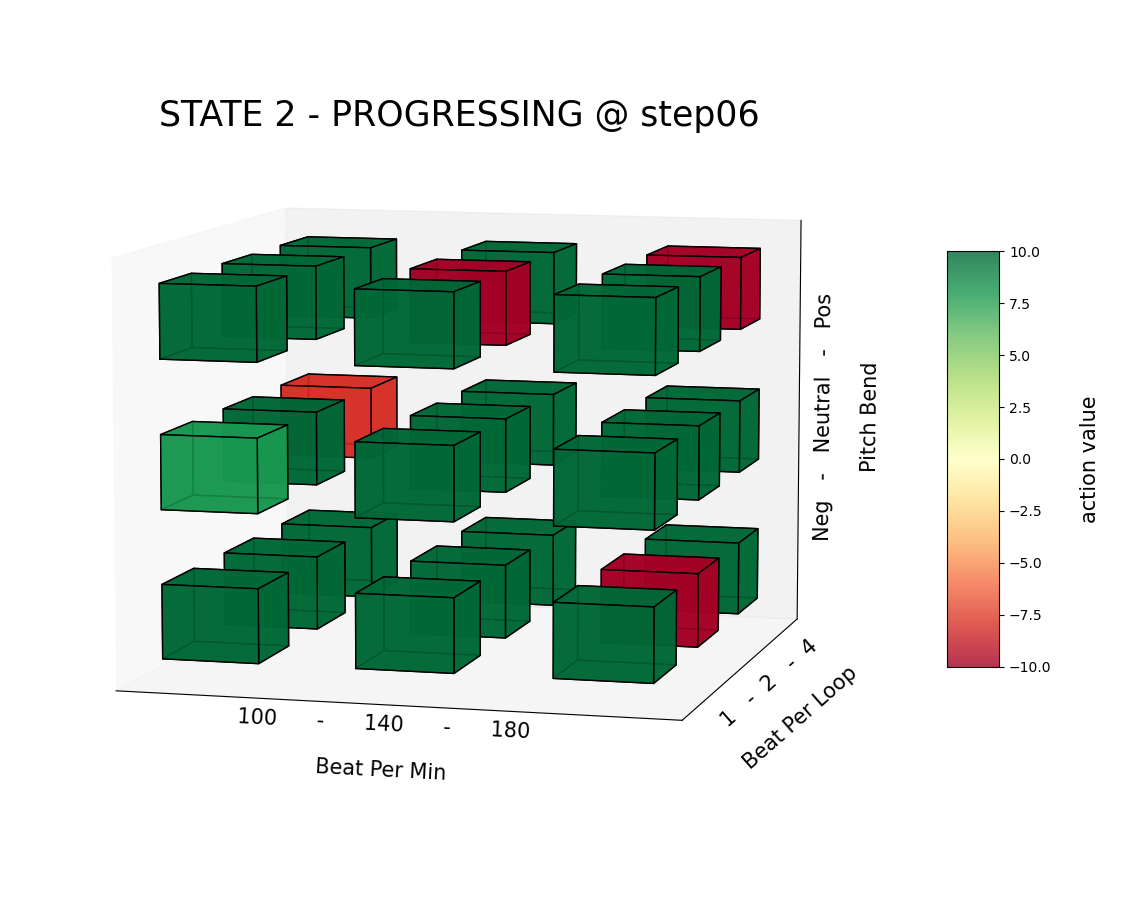 STATE 2 - PROGRESSING @ step06
Neg - Neutral - Pos
Pitch Bend
100 - 140 - 180
Beat Per Min
1 - 2 - 4
Beat Per Loop
10.0
7.5
5.0
2.5
0.0
−2.5
−5.0
−7.5
−10.0
action value